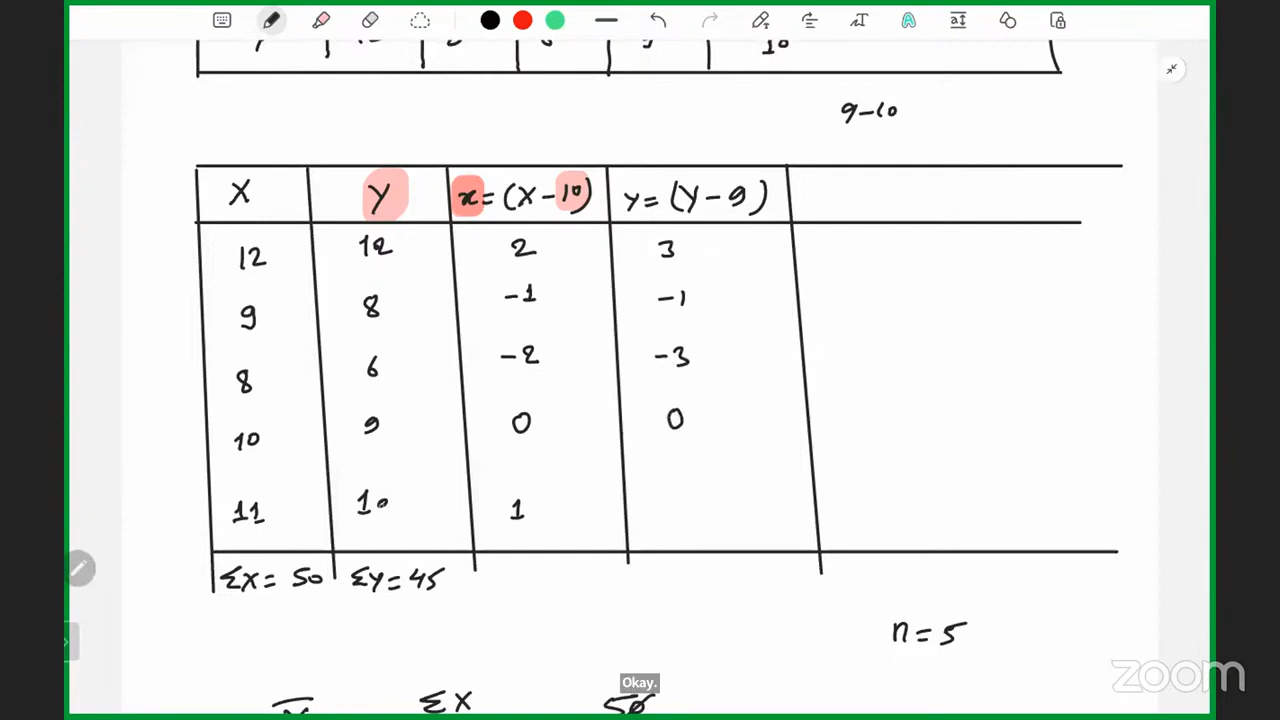 10
9-10
X Y x=(X-10) y=(Y-9)
12 12 2 3
9 8 -1 -1
8 6 -2 -3
10 9 0 0
11 10 1
ΣX= 50 ΣY=45
n=5
ΣX 50
Okay.
zoom